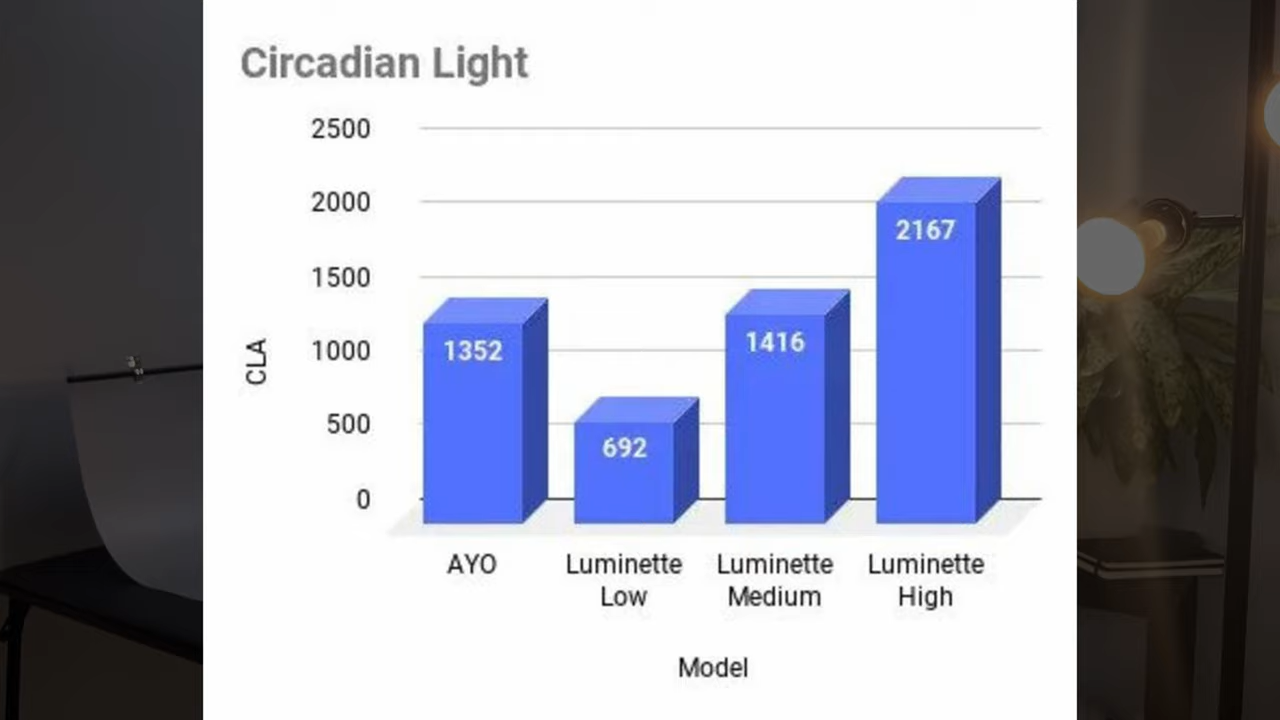 Circadian Light
2500
2000
1500
1000
500
0
CLA
1352
692
1416
2167
AYO
Luminette
Low
Luminette
Medium
Luminette
High
Model